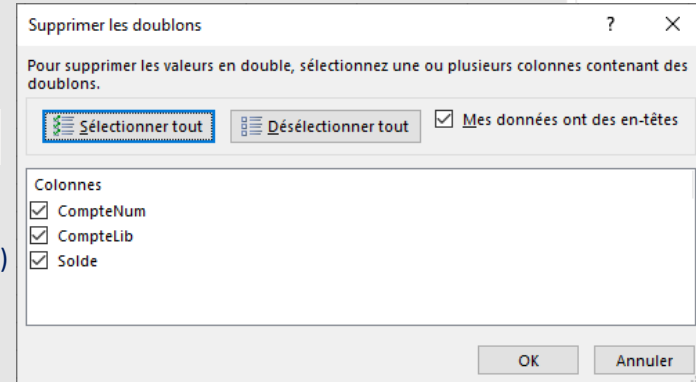 Supprimer les doublons ? ×
Pour supprimer les valeurs en double, sélectionnez une ou plusieurs colonnes contenant des
doublons.
Sélectionner tout Désélectionner tout Mes données ont des en-têtes
Colonnes
CompteNum
CompteLib
) Solde
OK Annuler